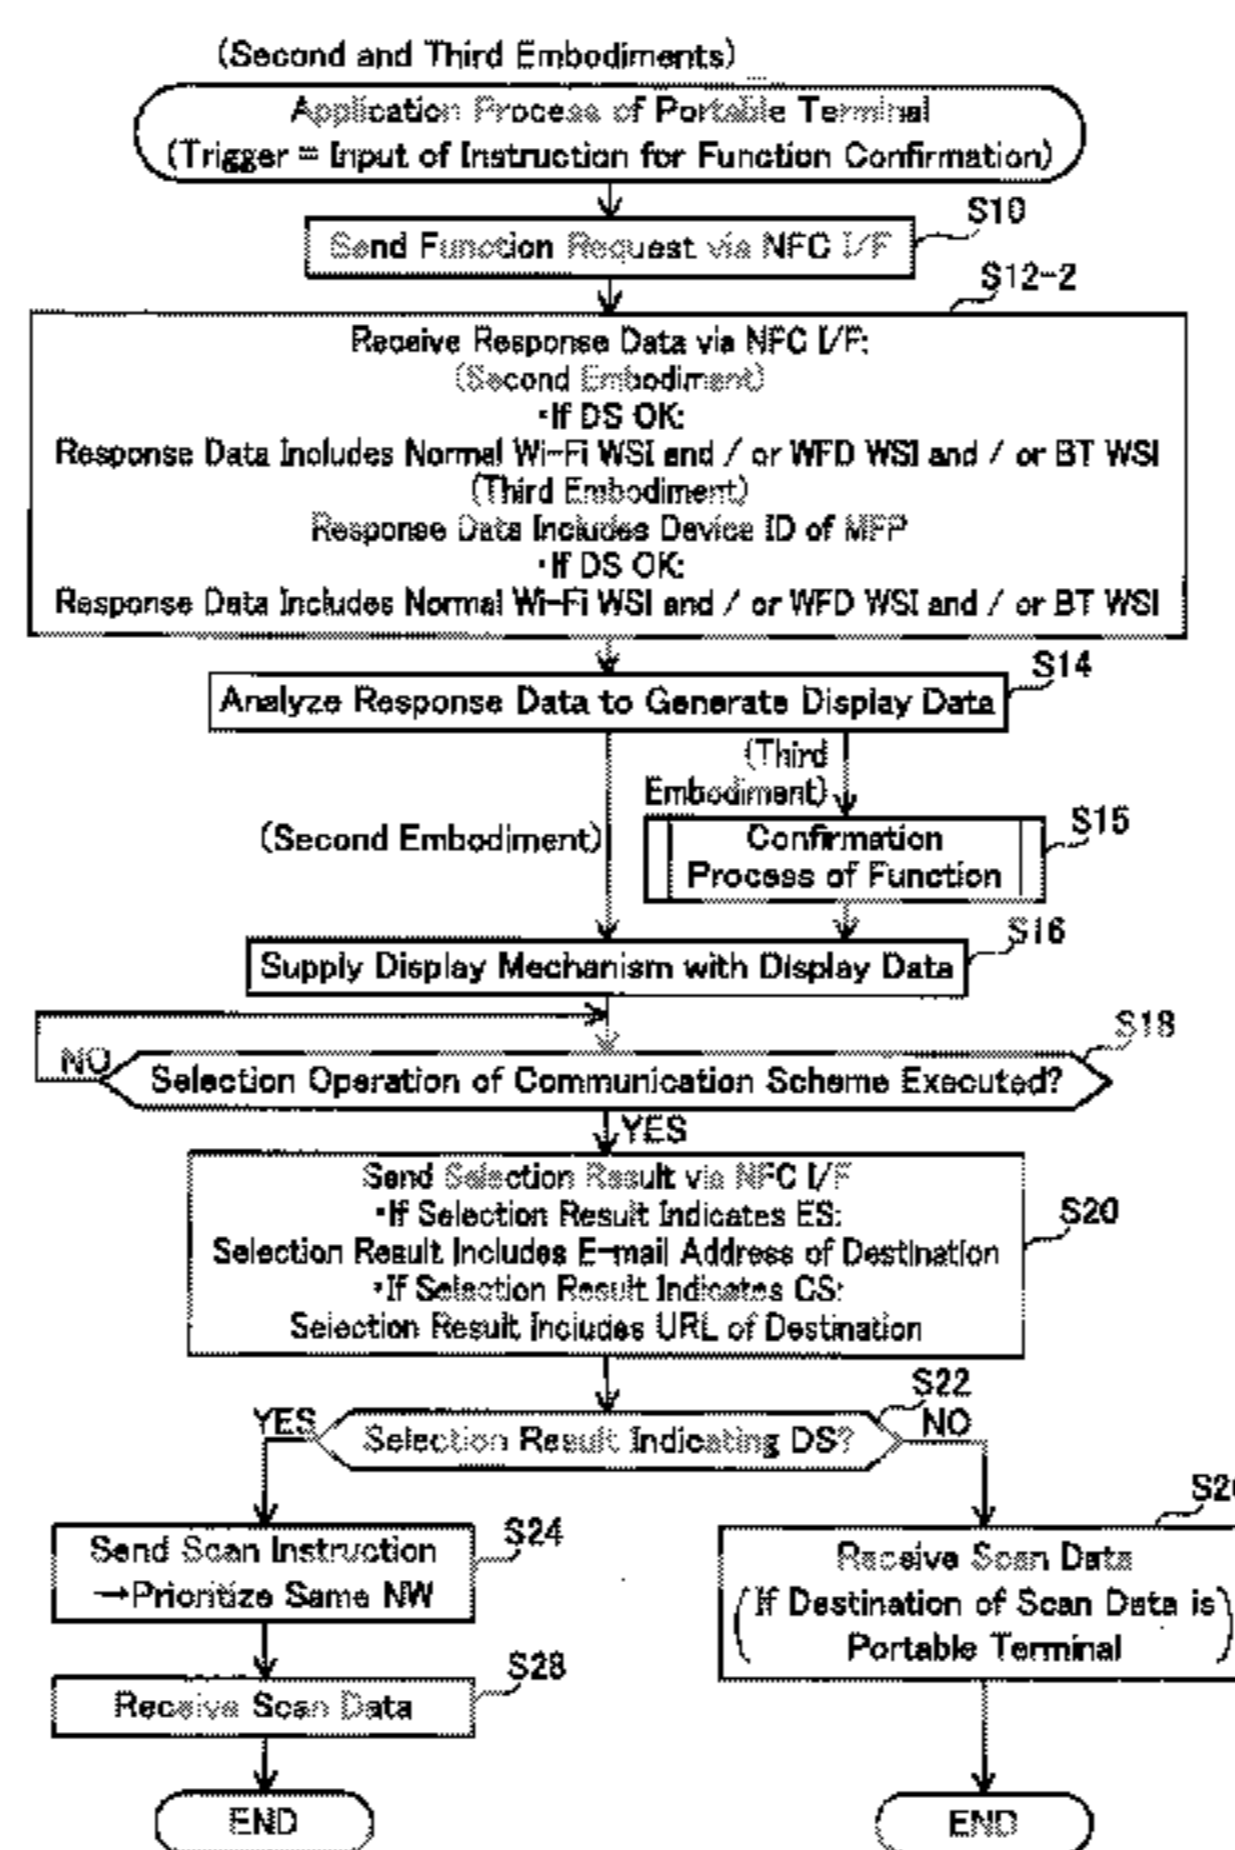 (Second and Third Embodiments)
Application Process of Portable Terminal
(Trigger = Input of Instruction for Function Confirmation)
S10
Send Function Request via NFC I/F
S12-2
Receive Response Data via NFC I/F:
(Second Embodiment)
・If DS OK:
Response Data Includes Normal Wi-Fi WSI and / or WFD WSI and / or BT WSI
(Third Embodiment)
Response Data Includes Device ID of MFP
・If DS OK:
Response Data Includes Normal Wi-Fi WSI and / or WFD WSI and / or BT WSI
S14
Analyze Response Data to Generate Display Data
(Third
Embodiment)
(Second Embodiment)
S15
Confirmation
Process of Function
S16
Supply Display Mechanism with Display Data
S18
NO
Selection Operation of Communication Scheme Executed?
YES
Send Selection Result via NFC I/F
・If Selection Result Indicates ES:
S20
Selection Result Includes E-mail Address of Destination
・If Selection Result Indicates CS:
Selection Result Includes URL of Destination
S22
YES
Selection Result Indicating DS?
NO
S24
Send Scan Instruction
→Prioritize Same NW
Receive Scan Data
(If Destination of Scan Data is
Portable Terminal)
S28
Receive Scan Data
END
END